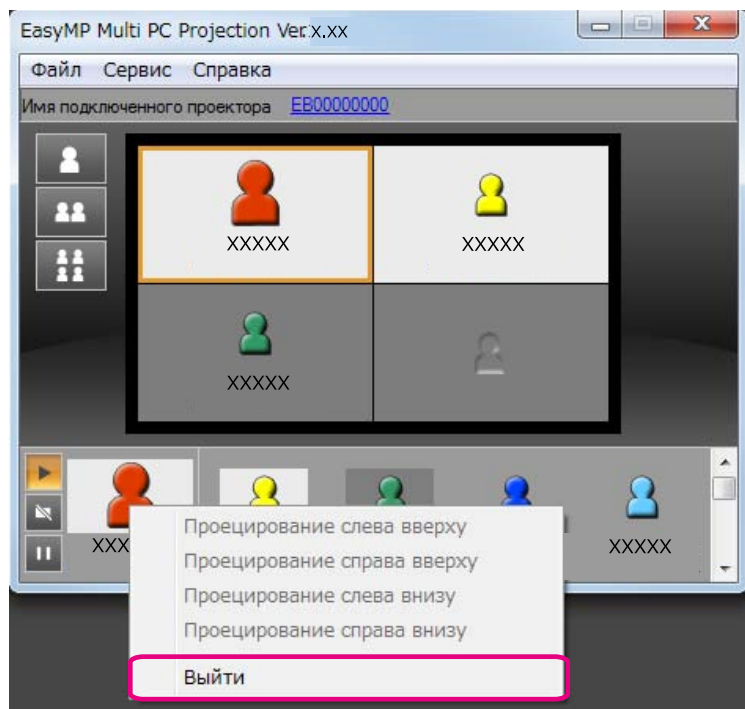 EasyMP Multi PC Projection Ver.x.xx
Файл Сервис Справка
Имя подключенного проектора EB00000000
XXXXX XXXXX
XXXXX
XXX
XXXXX
Проецирование слева вверху
Проецирование справа вверху
Проецирование слева внизу
Проецирование справа внизу
Выйти